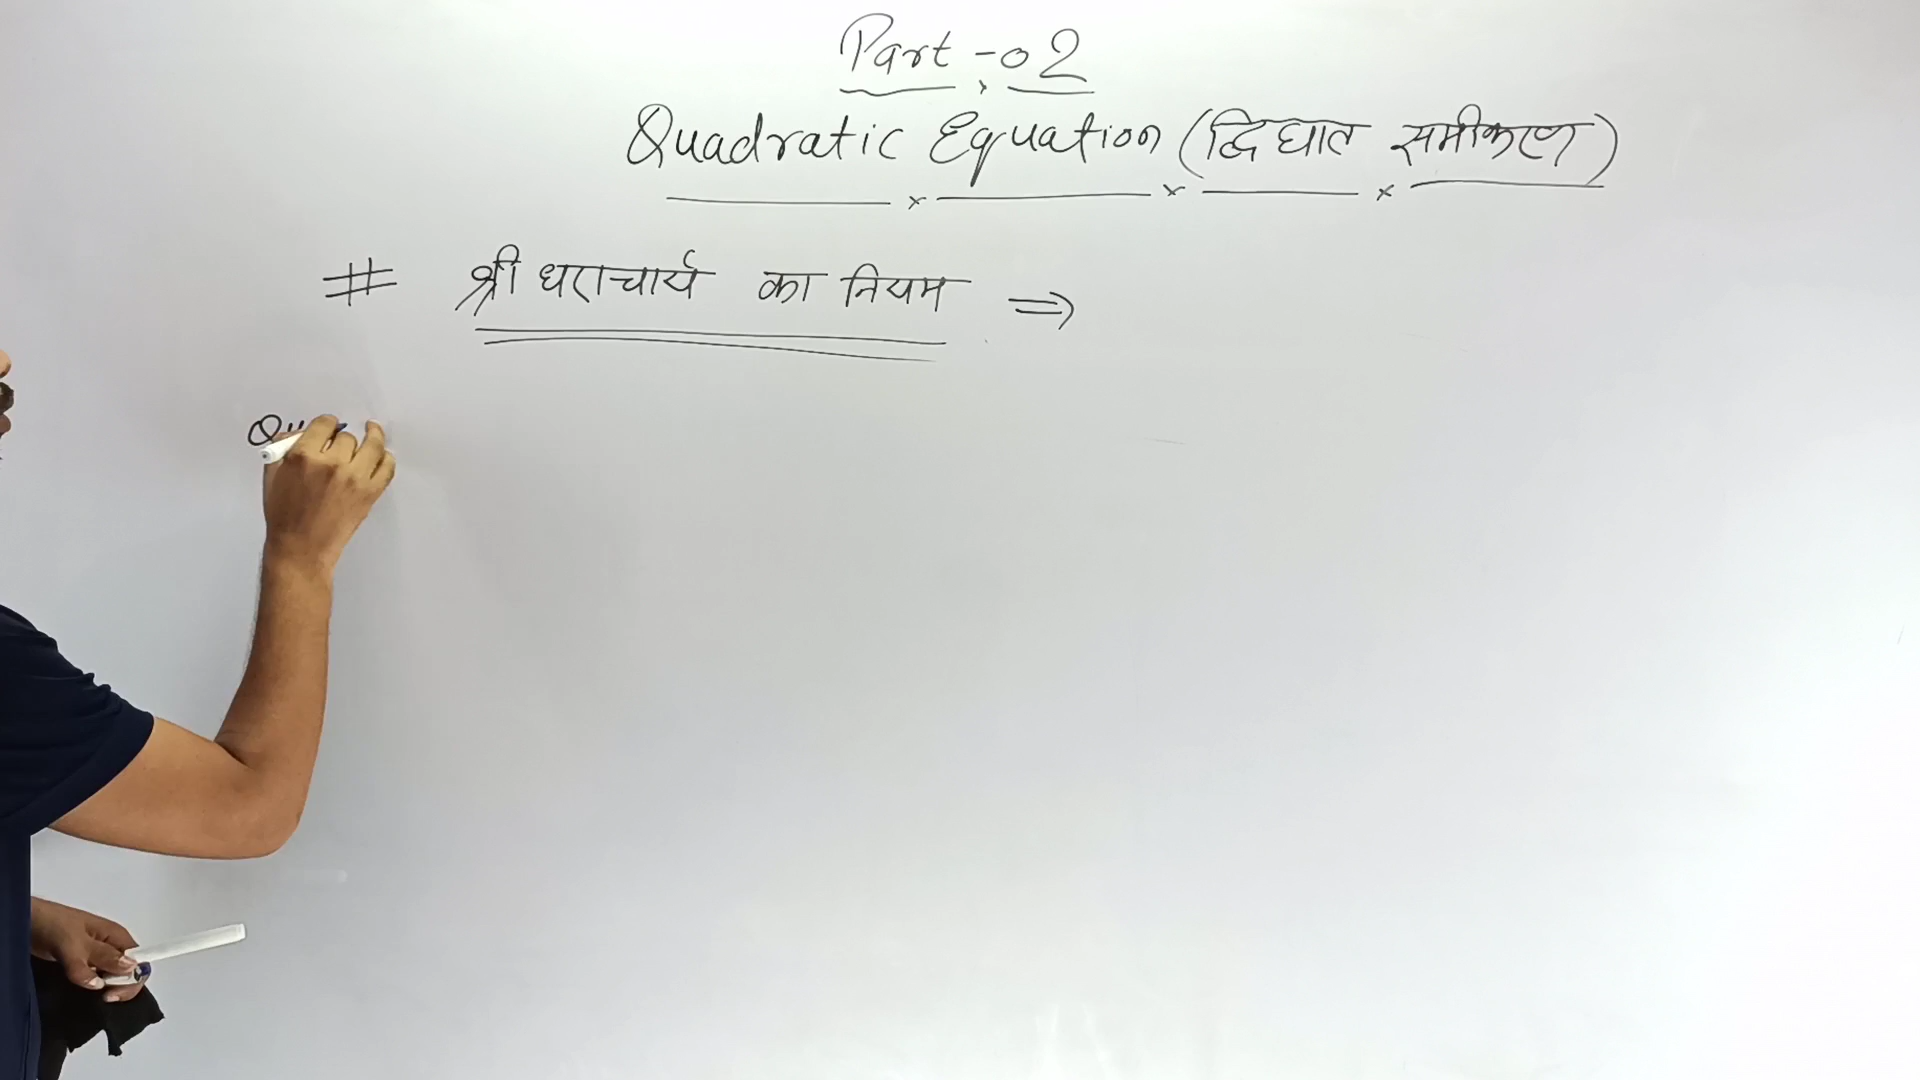 Part - 02
Quadratic Equation (द्विघात समीकरण)
# श्रीधराचार्य का नियम ⇒